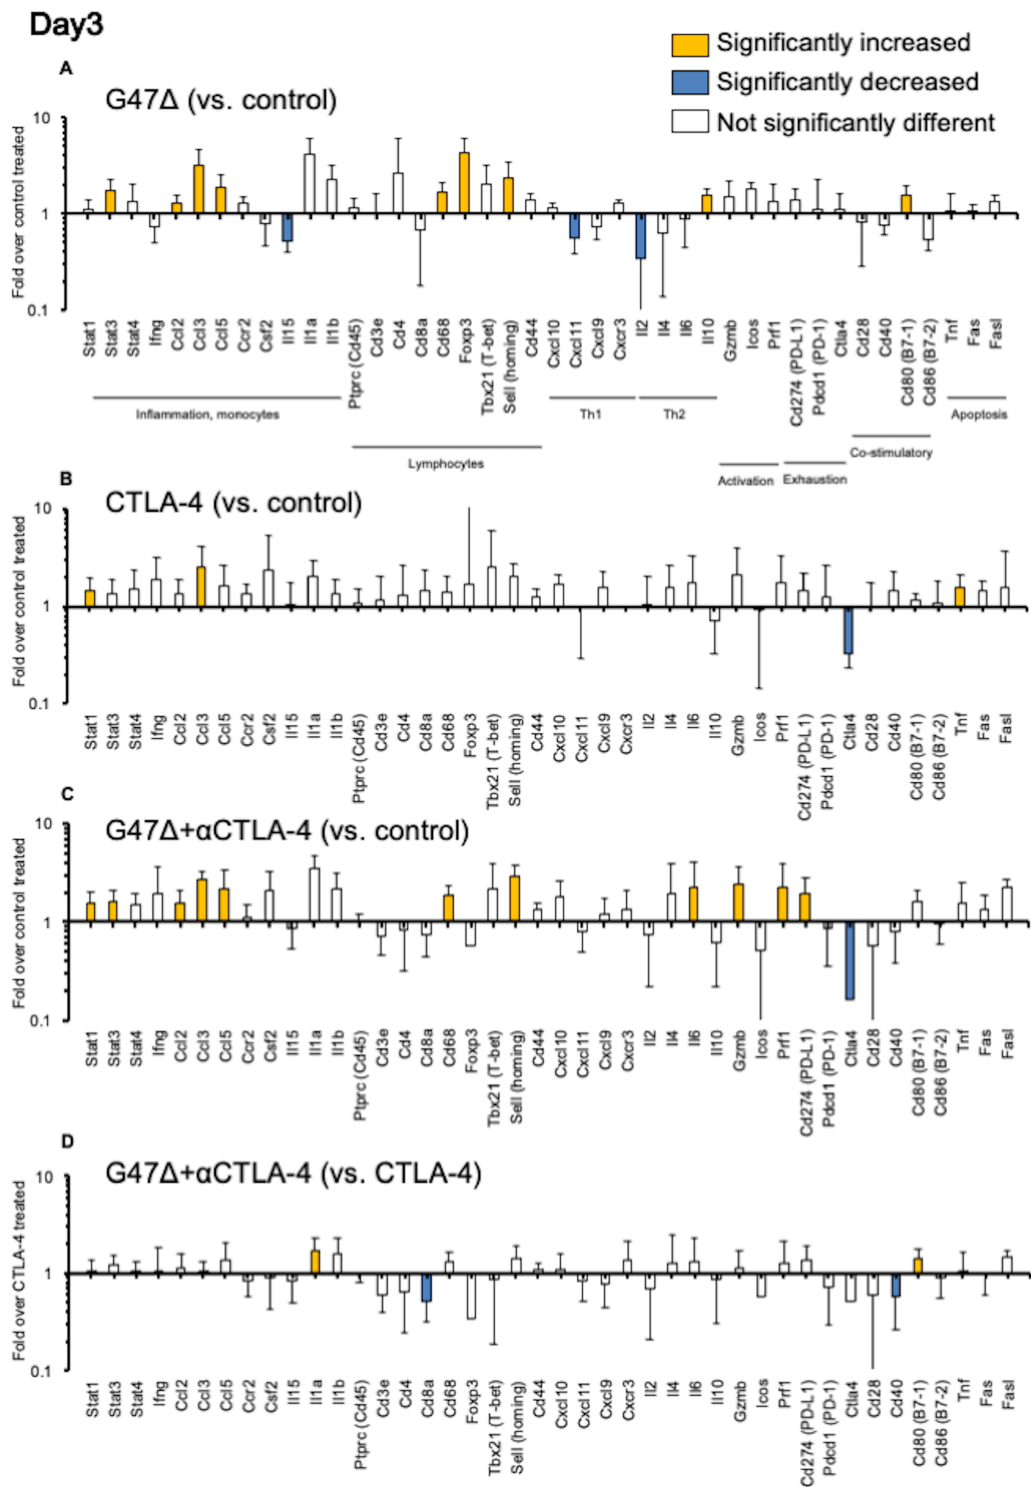 Day3
Significantly increased
Significantly decreased
Not significantly different
A
G47Δ (vs. control)
Fold over control treated
10
1
0.1
Stat1
Stat3
Stat4
Ifng
Ccl2
Ccl3
Ccl5
Ccr2
Csf2
Il15
Il1a
Il1b
Ptprc (Cd45)
Cd3e
Cd4
Cd8a
Cd68
Foxp3
Tbx21 (T-bet)
Sell (homing)
Cd44
Cxcl10
Cxcl11
Cxcl9
Cxcr3
Il2
Il4
Il6
Il10
Gzmb
Icos
Prf1
Cd274 (PD-L1)
Pdcd1 (PD-1)
Ctla4
Cd28
Cd40
Cd80 (B7-1)
Cd86 (B7-2)
Tnf
Fas
Fasl
Inflammation, monocytes
Th1
Th2
Apoptosis
Lymphocytes
Co-stimulatory
Activation
Exhaustion
B
CTLA-4 (vs. control)
Fold over control treated
10
1
0.1
Stat1
Stat3
Stat4
Ifng
Ccl2
Ccl3
Ccl5
Ccr2
Csf2
Il15
Il1a
Il1b
Ptprc (Cd45)
Cd3e
Cd4
Cd8a
Cd68
Foxp3
Tbx21 (T-bet)
Sell (homing)
Cd44
Cxcl10
Cxcl11
Cxcl9
Cxcr3
Il2
Il4
Il6
Il10
Gzmb
Icos
Prf1
Cd274 (PD-L1)
Pdcd1 (PD-1)
Ctla4
Cd28
Cd40
Cd80 (B7-1)
Cd86 (B7-2)
Tnf
Fas
Fasl
C
G47Δ+αCTLA-4 (vs. control)
Fold over control treated
10
1
0.1
Stat1
Stat3
Stat4
Ifng
Ccl2
Ccl3
Ccl5
Ccr2
Csf2
Il15
Il1a
Il1b
Ptprc (Cd45)
Cd3e
Cd4
Cd8a
Cd68
Foxp3
Tbx21 (T-bet)
Sell (homing)
Cd44
Cxcl10
Cxcl11
Cxcl9
Cxcr3
Il2
Il4
Il6
Il10
Gzmb
Icos
Prf1
Cd274 (PD-L1)
Pdcd1 (PD-1)
Ctla4
Cd28
Cd40
Cd80 (B7-1)
Cd86 (B7-2)
Tnf
Fas
Fasl
D
G47Δ+αCTLA-4 (vs. CTLA-4)
Fold over CTLA-4 treated
10
1
0.1
Stat1
Stat3
Stat4
Ifng
Ccl2
Ccl3
Ccl5
Ccr2
Csf2
Il15
Il1a
Il1b
Ptprc (Cd45)
Cd3e
Cd4
Cd8a
Cd68
Foxp3
Tbx21 (T-bet)
Sell (homing)
Cd44
Cxcl10
Cxcl11
Cxcl9
Cxcr3
Il2
Il4
Il6
Il10
Gzmb
Icos
Prf1
Cd274 (PD-L1)
Pdcd1 (PD-1)
Ctla4
Cd28
Cd40
Cd80 (B7-1)
Cd86 (B7-2)
Tnf
Fas
Fasl